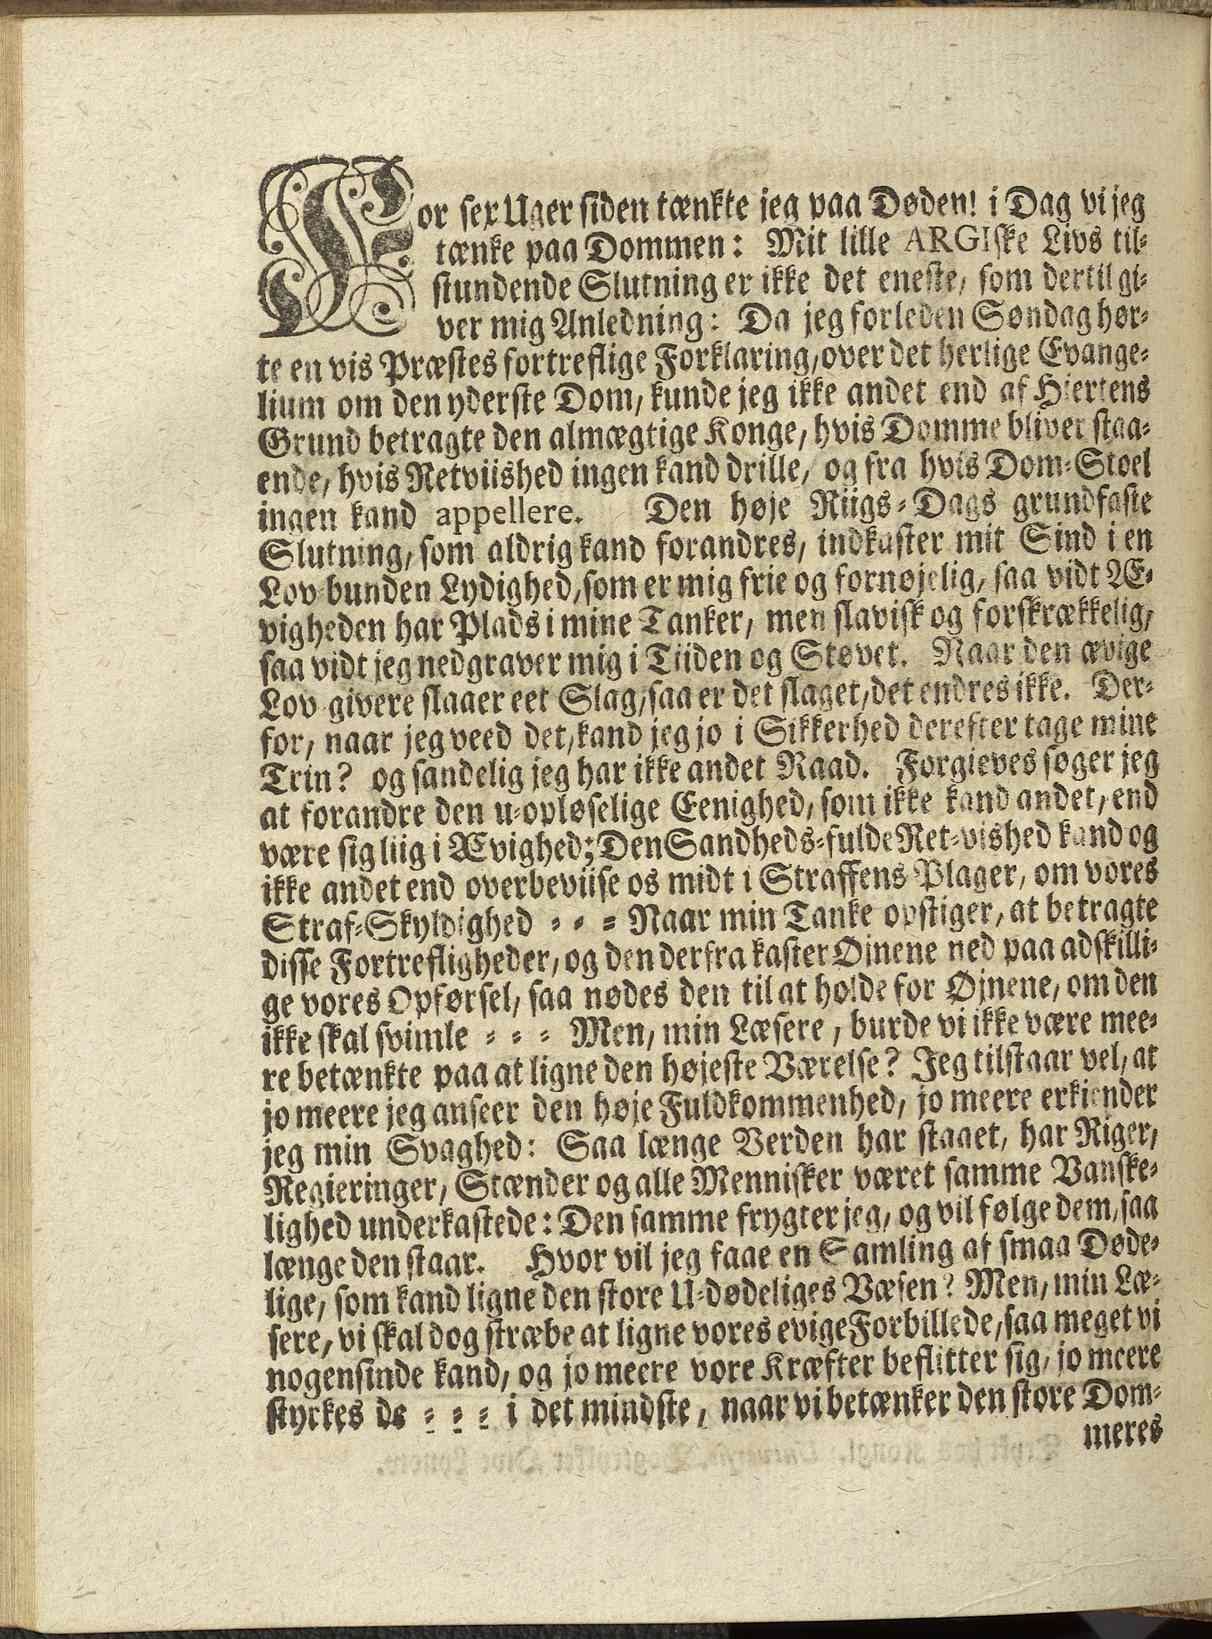 For sex Uger siden tænkte jeg paa Døden! i Dag vi jeg
tænke paa Dommen: Mit lille ARGIske Livs til-
stundende Slutning er ikke det eneste, som dertil gi-
ver mig Anledning: Da jeg forleden Søndag hør-
te en vis Præstes fortreflige Forklaring, over det herlige Evange-
lium om den yderste Dom, kunde jeg ikke andet end af Hiertens
Grund betragte den almægtige Konge, hvis Domme bliver staa-
ende, hvis Retviished ingen kand drille, og fra hvis Dom-Stoel
ingen kand appellere. Den høje Riigs-Dags grundfaste
Slutning, som aldrig kand forandres, indkaster mit Sind i en
Lov-bunden Lydighed, som er mig frie og fornøjelig, saa vidt Æ-
vigheden har Plads i mine Tanker, men slavisk og forskrækkelig,
saa vidt jeg nedgraver mig i Tiiden og Støvet. Naar den ævige
Lov-givere slaaer eet Slag, saa er det slaget, det endres ikke. Der-
for, naar jeg veed det, kand jeg jo i Sikkerhed derefter tage mine
Trin? og sandelig jeg har ikke andet Raad. Forgieves søger jeg
at forandre den u-opløselige Eenighed, som ikke kand andet, end
være sig liig i Ævighed; Den Sandheds-fulde Ret-vished kand og
ikke andet end overbeviise os midt i Straffens Plager, om vores
Straf-Skyldighed - - - Naar min Tanke opstiger, at betragte
disse Fortrefligheder, og den derfra kaster Øjnene ned paa adskilli-
ge vores Opførsel, saa nødes den til at holde for Øjnene, om den
ikke skal svimle - - - Men, min Læsere, burde vi ikke være mee-
re betænkte paa at ligne den højeste Værelse? Jeg tilstaar vel, at
jo meere jeg anseer den høje Fuldkommenhed, jo meere erkiender
jeg min Svaghed: Saa længe Verden har staaet, har Riger,
Regieringer, Stænder og alle Mennisker været samme Vanske-
lighed underkastede: Den samme frygter jeg, og vil følge dem, saa
længe den staar. Hvor vil jeg faae en Samling af smaa Døde-
lige, som kand ligne den store U-dødeliges Væsen? Men, min Læ-
sere, vi skal dog stræbe at ligne vores evige Forbillede, saa meget vi
nogensinde kand, og jo meere vore Kræfter beflitter sig, jo meere
styrkes de - - - i det mindste, naar vi betænker den store Dom-
meres